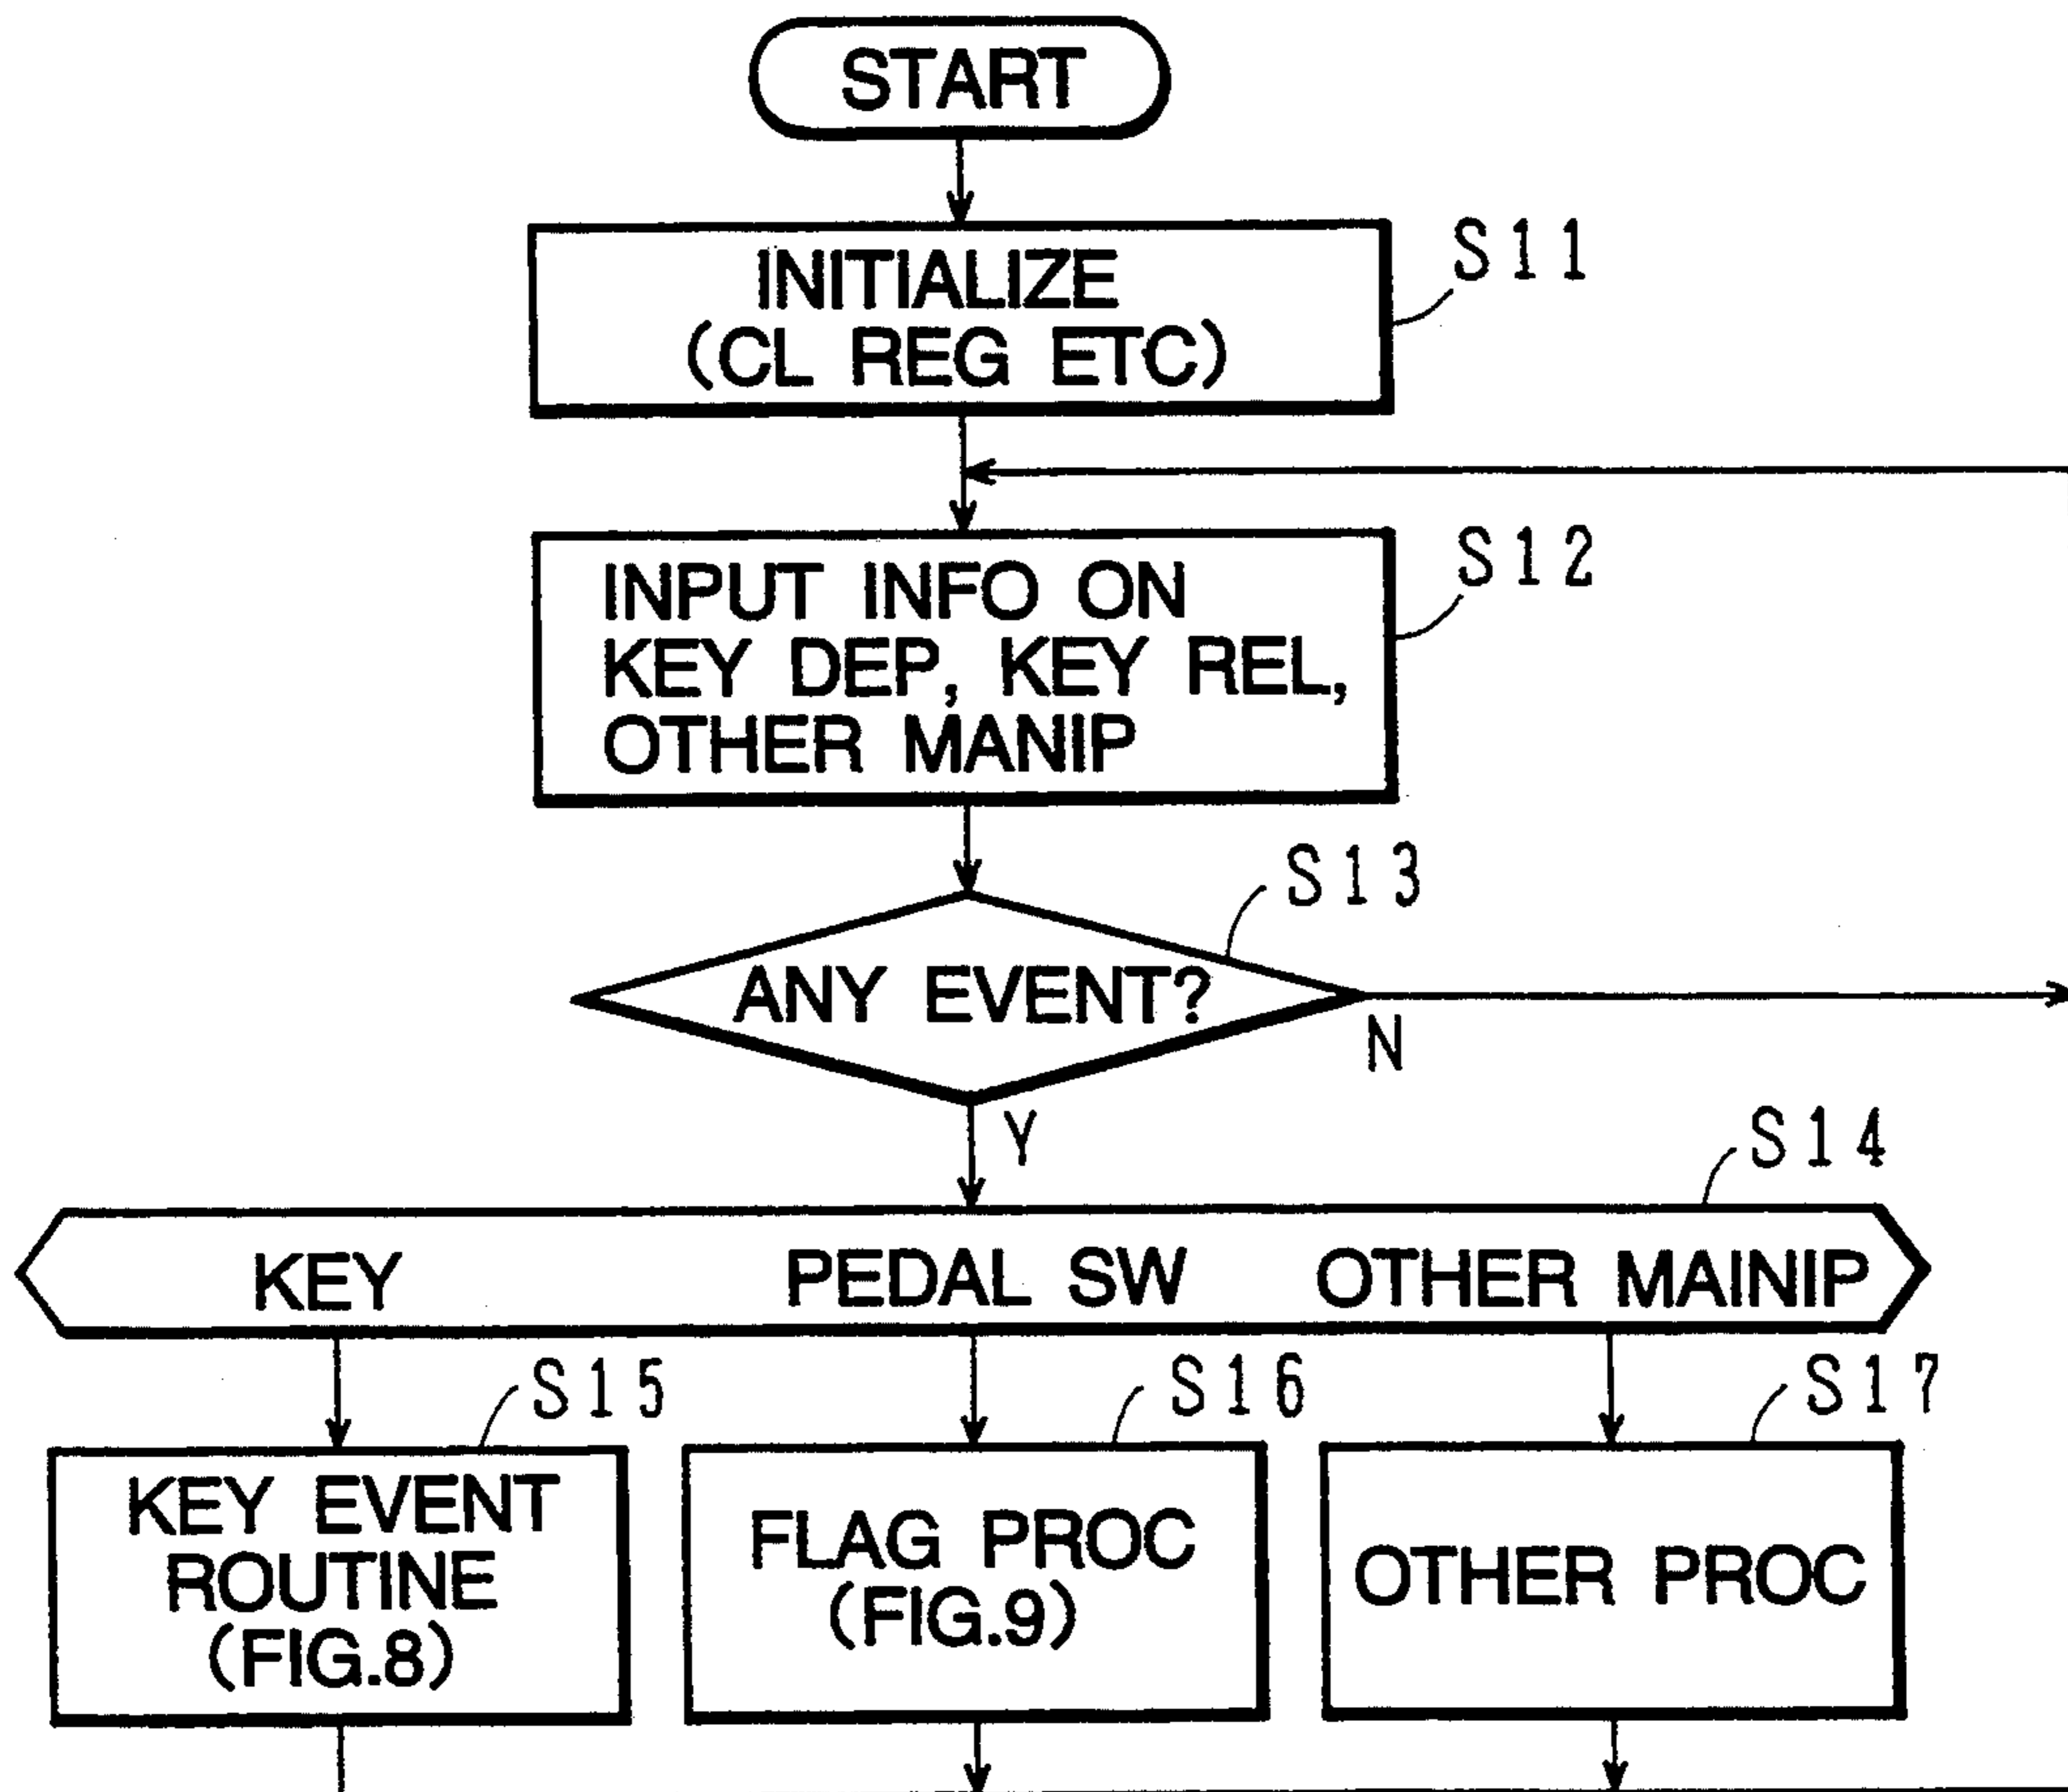 START
INITIALIZE
(CL REG ETC)
S11
INPUT INFO ON
KEY DEP, KEY REL,
OTHER MANIP
S12
ANY EVENT?
S13
N
Y
S14
KEY
PEDAL SW
OTHER MAINIP
S15
S16
S17
KEY EVENT
ROUTINE
(FIG.8)
FLAG PROC
(FIG.9)
OTHER PROC